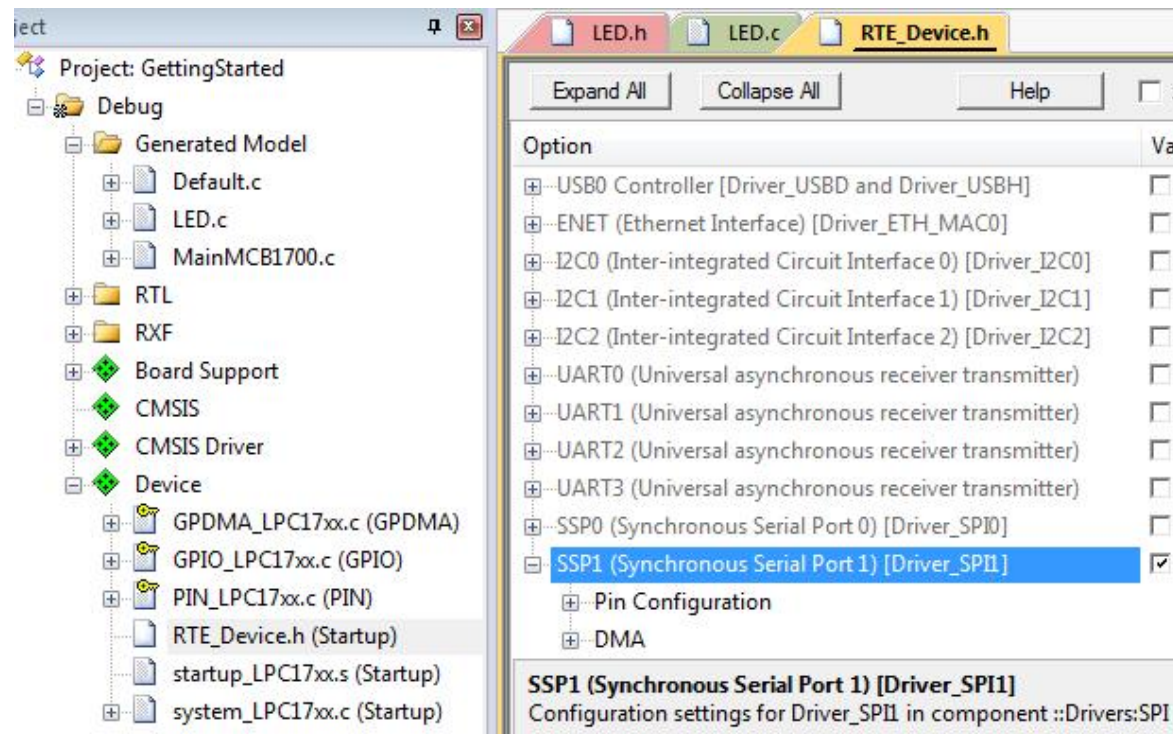 ject
Project: GettingStarted
Debug
Generated Model
Default.c
LED.c
MainMCB1700.c
RTL
RXF
Board Support
CMSIS
CMSIS Driver
Device
GPDMA_LPC17xx.c (GPDMA)
GPIO_LPC17xx.c (GPIO)
PIN_LPC17xx.c (PIN)
RTE_Device.h (Startup)
startup_LPC17xx.s (Startup)
system_LPC17xx.c (Startup)
LED.h LED.c RTE_Device.h
Expand All Collapse All Help
Option Va
USB0 Controller [Driver_USBD and Driver_USBH]
ENET (Ethernet Interface) [Driver_ETH_MAC0]
I2C0 (Inter-integrated Circuit Interface 0) [Driver_I2C0]
I2C1 (Inter-integrated Circuit Interface 1) [Driver_I2C1]
I2C2 (Inter-integrated Circuit Interface 2) [Driver_I2C2]
UART0 (Universal asynchronous receiver transmitter)
UART1 (Universal asynchronous receiver transmitter)
UART2 (Universal asynchronous receiver transmitter)
UART3 (Universal asynchronous receiver transmitter)
SSP0 (Synchronous Serial Port 0) [Driver_SPI0]
SSP1 (Synchronous Serial Port 1) [Driver_SPI1]
Pin Configuration
DMA
SSP1 (Synchronous Serial Port 1) [Driver_SPI1]
Configuration settings for Driver_SPI1 in component ::Drivers:SPI